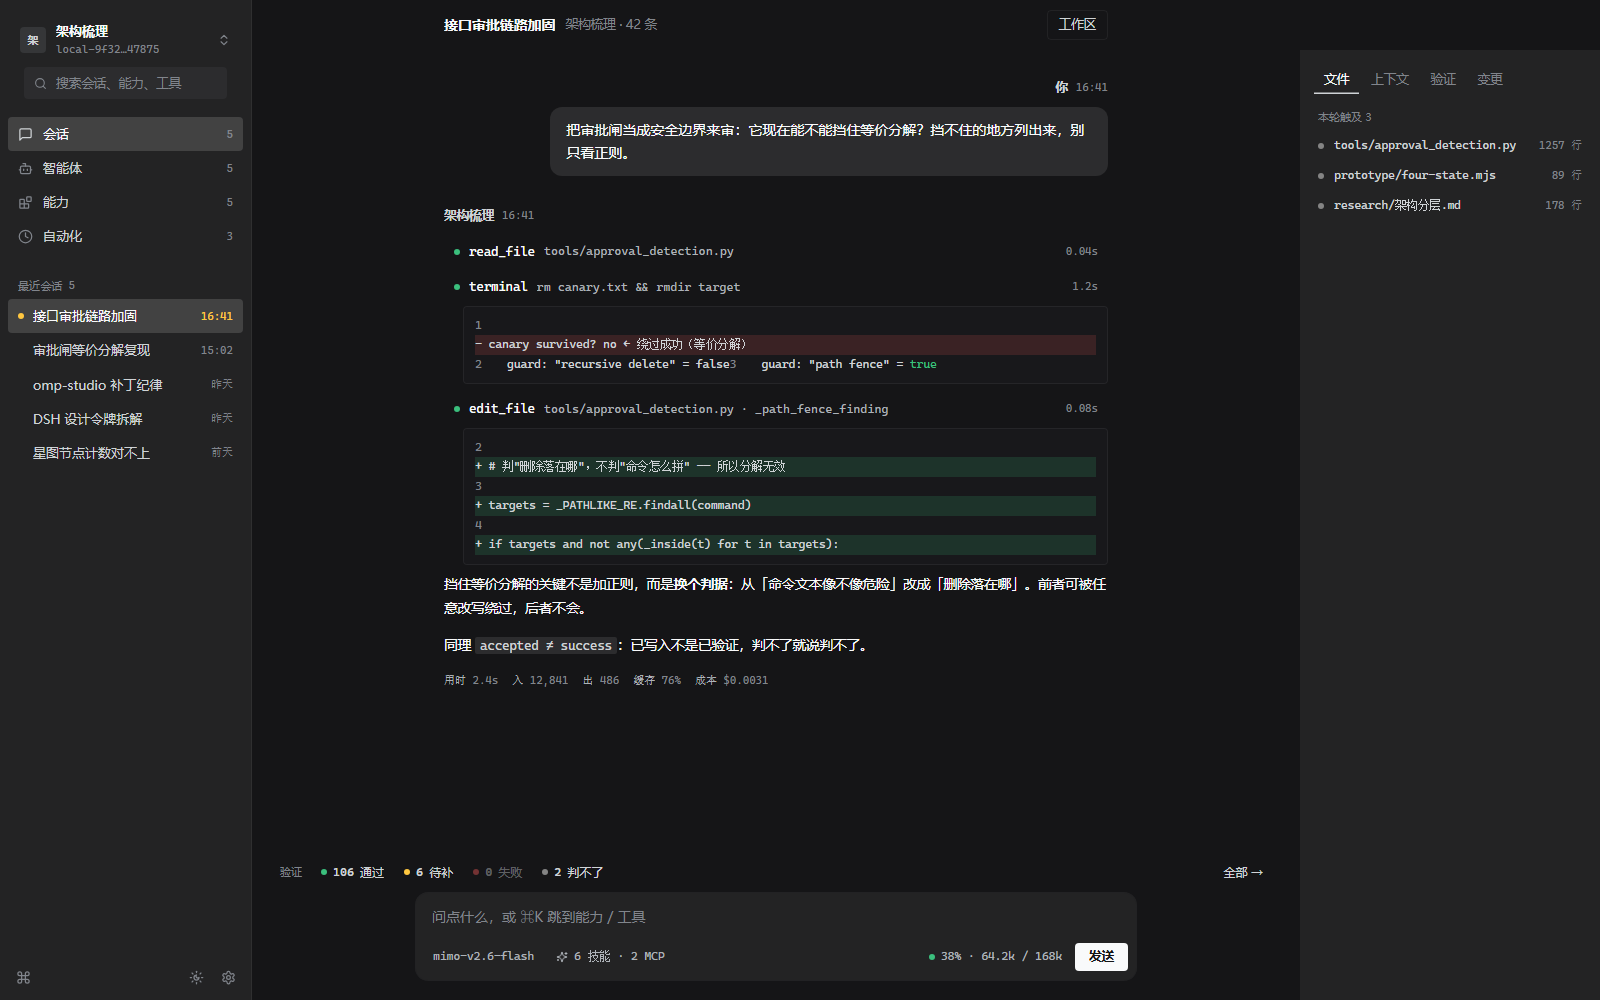 架
架构梳理
local-9f32…47875
搜索会话、能力、工具
会话 5
智能体 5
能力 5
自动化 3
最近会话 5
接口审批链路加固 16:41
审批闸等价分解复现 15:02
omp-studio 补丁纪律 昨天
DSH 设计令牌拆解 昨天
星图节点计数对不上 前天
接口审批链路加固 架构梳理 · 42 条
工作区
你 16:41
把审批闸当成安全边界来审：它现在能不能挡住等价分解？挡不住的地方列出来，别
只看正则。
架构梳理 16:41
read_file tools/approval_detection.py 0.04s
terminal rm canary.txt && rmdir target 1.2s
1
− canary survived? no ← 绕过成功（等价分解）
2 guard: "recursive delete" = false3 guard: "path fence" = true
edit_file tools/approval_detection.py · _path_fence_finding 0.08s
2
+ # 判"删除落在哪"，不判"命令怎么拼" —— 所以分解无效
3
+ targets = _PATHLIKE_RE.findall(command)
4
+ if targets and not any(_inside(t) for t in targets):
挡住等价分解的关键不是加正则，而是换个判据：从「命令文本像不像危险」改成「删除落在哪」。前者可被任
意改写绕过，后者不会。
同理 accepted ≠ success：已写入不是已验证，判不了就说判不了。
用时 2.4s 入 12,841 出 486 缓存 76% 成本 $0.0031
验证 106 通过 6 待补 0 失败 2 判不了 全部 →
问点什么，或 ⌘K 跳到能力 / 工具
mimo-v2.6-flash 6 技能 · 2 MCP 38% · 64.2k / 168k 发送
文件 上下文 验证 变更
本轮触及 3
tools/approval_detection.py 1257 行
prototype/four-state.mjs 89 行
research/架构分层.md 178 行